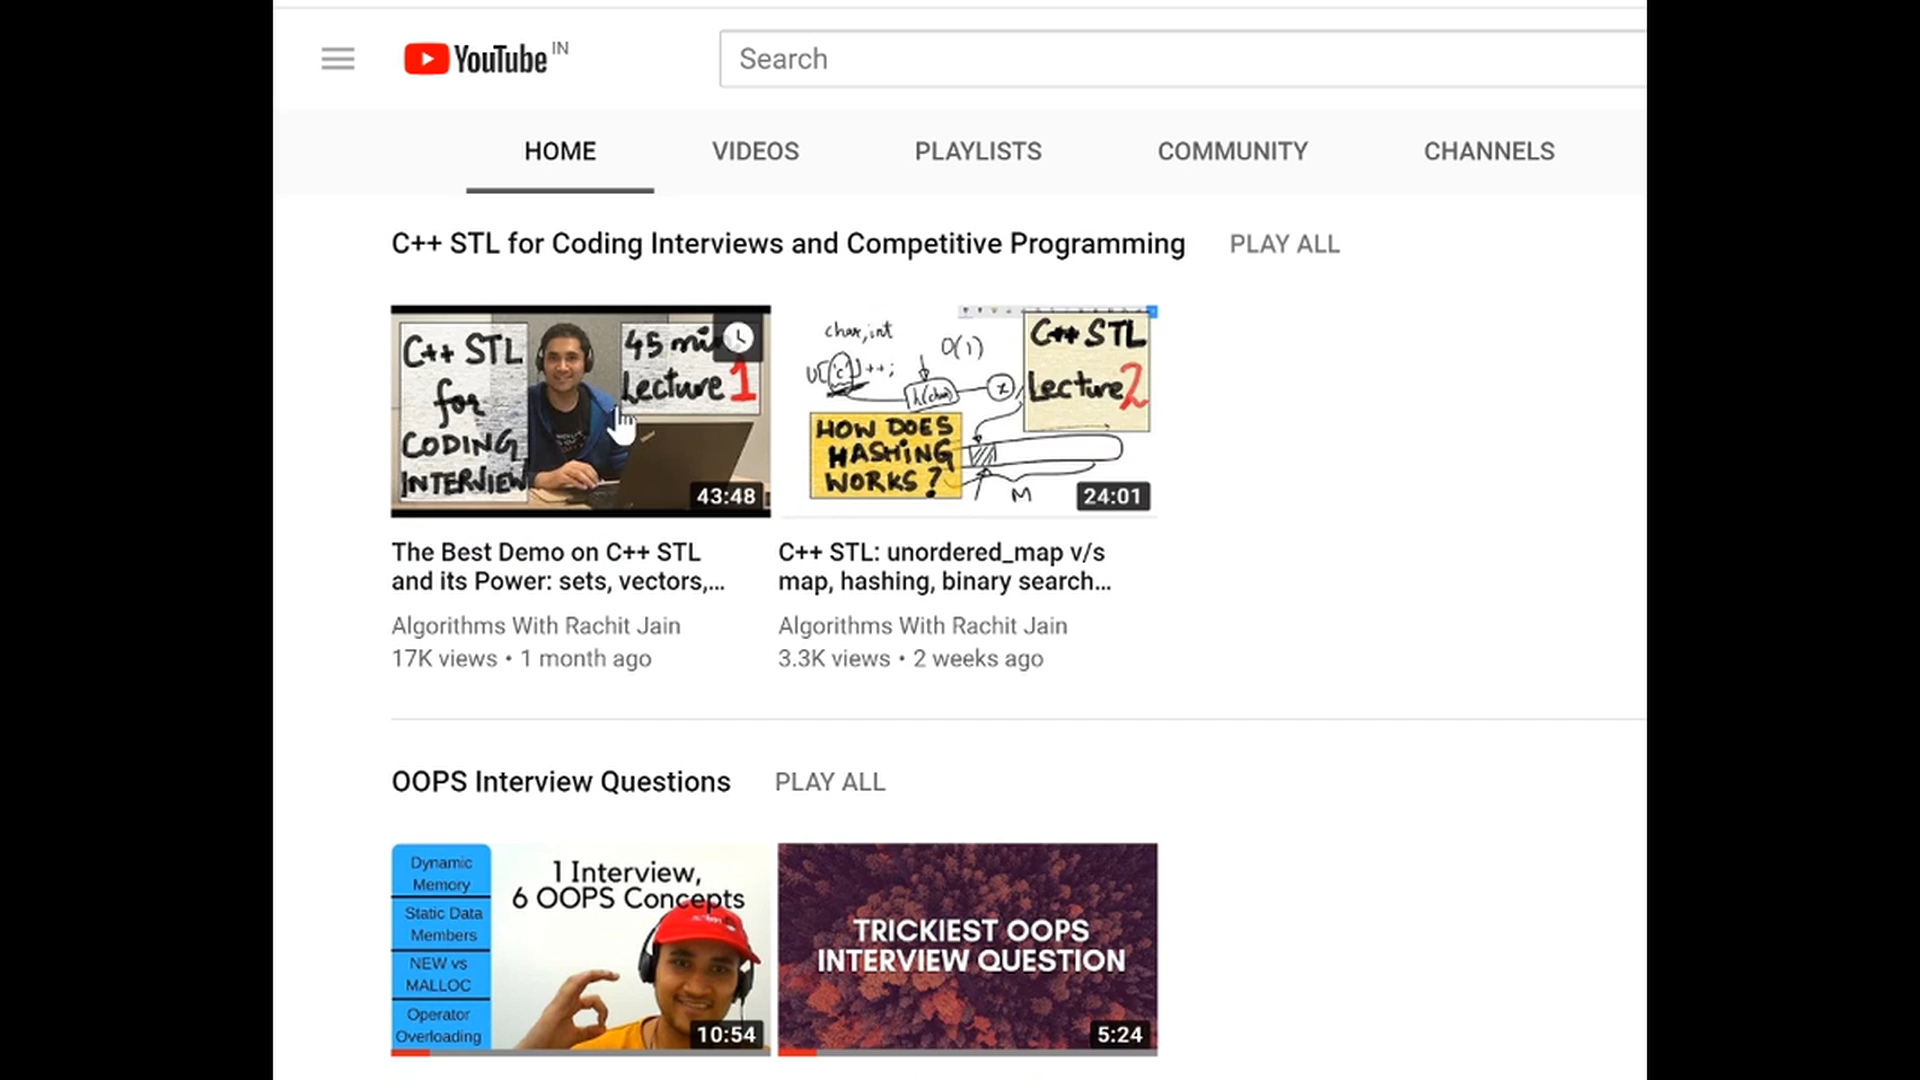 YouTube IN
Search
HOME VIDEOS PLAYLISTS COMMUNITY CHANNELS
C++ STL for Coding Interviews and Competitive Programming PLAY ALL
C++ STL
for
CODING
INTERVIEW
45 min
Lecture 1
43:48
char,int
O(1)
h(char)
C++ STL
Lecture 2
HOW DOES
HASHING
WORKS?
M
24:01
The Best Demo on C++ STL
and its Power: sets, vectors,...
Algorithms With Rachit Jain
17K views • 1 month ago
C++ STL: unordered_map v/s
map, hashing, binary search...
Algorithms With Rachit Jain
3.3K views • 2 weeks ago
OOPS Interview Questions PLAY ALL
Dynamic
Memory
Static Data
Members
NEW vs
MALLOC
Operator
Overloading
1 Interview,
6 OOPS Concepts
10:54
TRICKIEST OOPS
INTERVIEW QUESTION
5:24